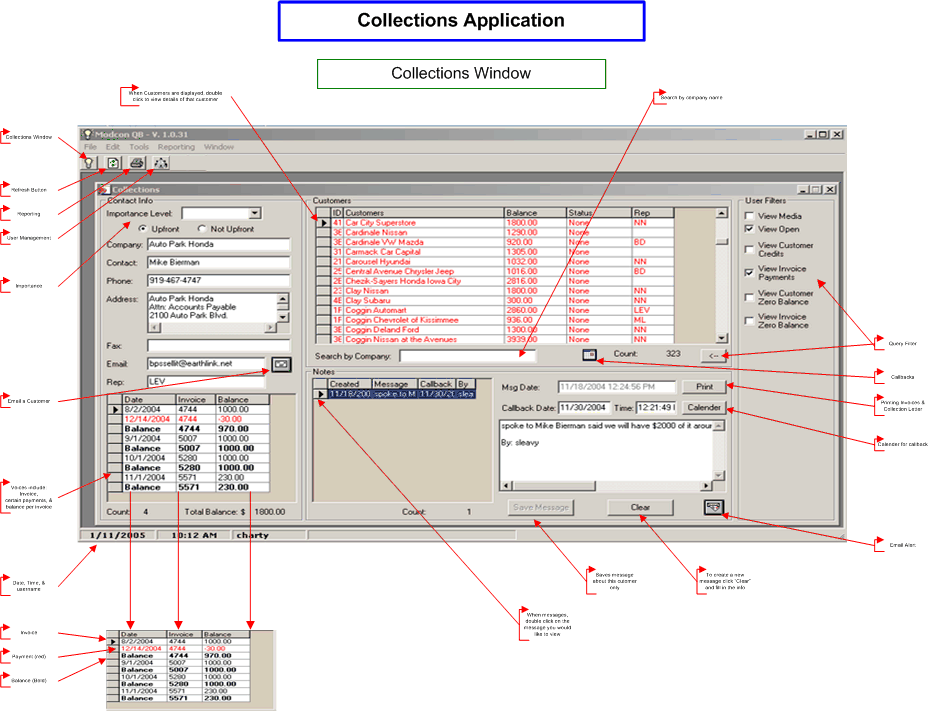 Collections Application
Collections Window
When Customers are displayed, double
click to view details of that customer
Search by company name
Collections Window
Refresh Button
Reporting
User Management
Importance
Email a Customer
Voices include:
Invoice,
certain payments, &
balance per invoice
Date, Time, &
username
Invoice
Payment (red)
Balance (Bold)
Modcon QB - V. 1.0.31
File Edit Tools Reporting Window
Collections
Contact Info
Importance Level:
Upfront Not Upfront
Company: Auto Park Honda
Contact: Mike Bierman
Phone: 919-467-4747
Address: Auto Park Honda
Attn: Accounts Payable
2100 Auto Park Blvd.
Fax:
Email: bpssellit@earthlink.net
Rep: LEV
Date Invoice Balance
8/2/2004 4744 1000.00
12/14/2004 4744 -30.00
Balance 4744 970.00
9/1/2004 5007 1000.00
Balance 5007 1000.00
10/1/2004 5280 1000.00
Balance 5280 1000.00
11/1/2004 5571 230.00
Balance 5571 230.00
Count: 4 Total Balance: $ 1800.00
Customers
ID Customers Balance Status Rep
41 Car City Superstore 1800.00 None NN
3E Cardinale Nissan 1290.00 None
3E Cardinale VW Mazda 920.00 None BD
31 Carmack Car Capital 1305.00 None
21 Carousel Hyundai 1032.00 None NN
25 Central Avenue Chrysler Jeep 1016.00 None BD
2E Chezik-Sayers Honda Iowa City 2816.00 None
23 Clay Nissan 1800.00 None NN
4E Clay Subaru 300.00 None NN
1F Coggin Automart 2860.00 None LEV
1F Coggin Chevrolet of Kissimmee 936.00 None ML
3E Coggin Deland Ford 1300.00 None NN
3E Coggin Nissan at the Avenues 3939.00 None NN
Search by Company: Count: 323 <--
Notes
Created Message Callback By
11/18/200 spoke to M 11/30/20 slea
Count: 1
Msg Date: 11/18/2004 12:24:56 PM Print
Callback Date: 11/30/2004 Time: 12:21:49 Calender
spoke to Mike Bierman said we will have $2000 of it arou
By: sleavy
Save Message Clear
User Filters
View Media
View Open
View Customer
Credits
View Invoice
Payments
View Customer
Zero Balance
View Invoice
Zero Balance
1/11/2005 10:12 AM charty
Query Filter
Callbacks
Printing Invoices &
Collection Letter
Calender for callback
Email Alert
Saves message
about this cutomer
only
To create a new
message click "Clear"
and fill in the info
When messages,
double click on the
message you would
like to view
Date Invoice Balance
8/2/2004 4744 1000.00
12/14/2004 4744 -30.00
Balance 4744 970.00
9/1/2004 5007 1000.00
Balance 5007 1000.00
10/1/2004 5280 1000.00
Balance 5280 1000.00
11/1/2004 5571 230.00
Balance 5571 230.00